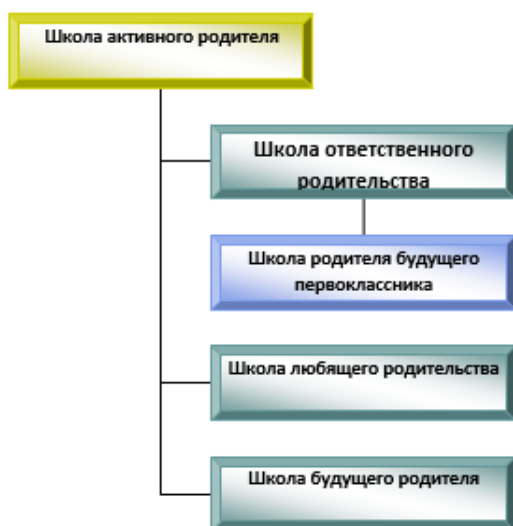 Школа активного родителя
Школа ответственного
родительства
Школа родителя будущего
первоклассника
Школа любящего родительства
Школа будущего родителя